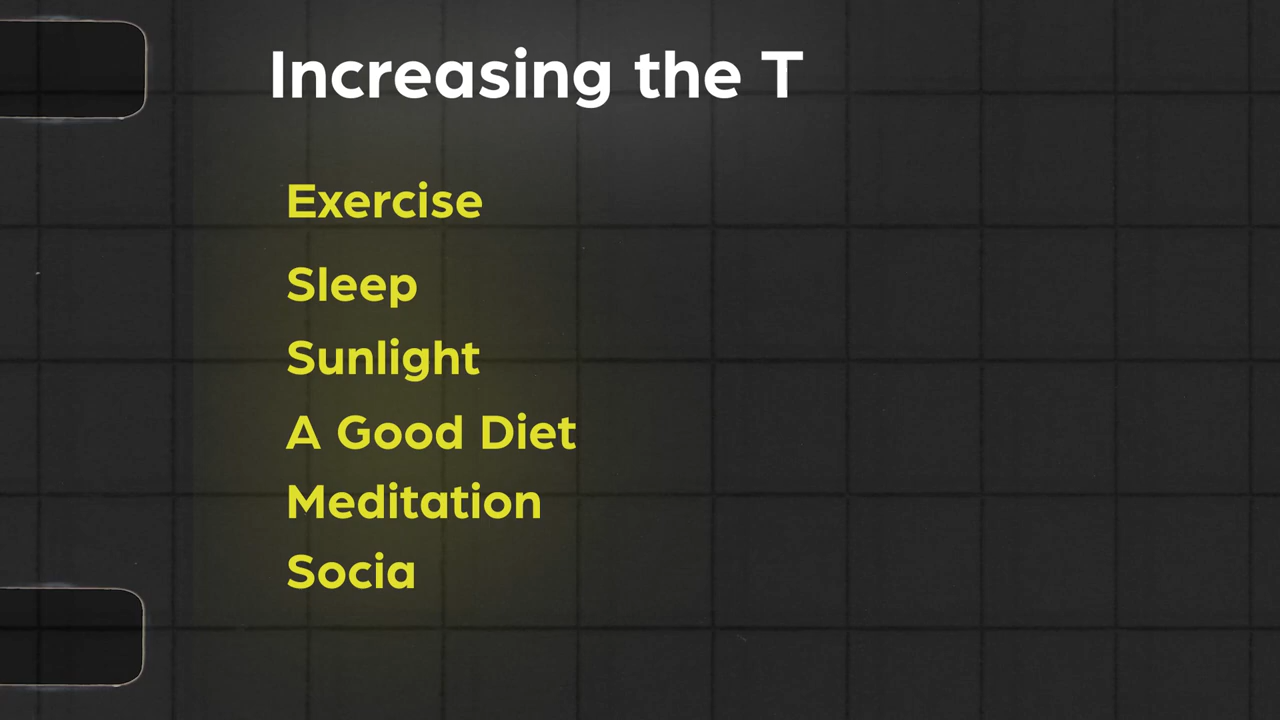 Increasing the T
Exercise
Sleep
Sunlight
A Good Diet
Meditation
Socia